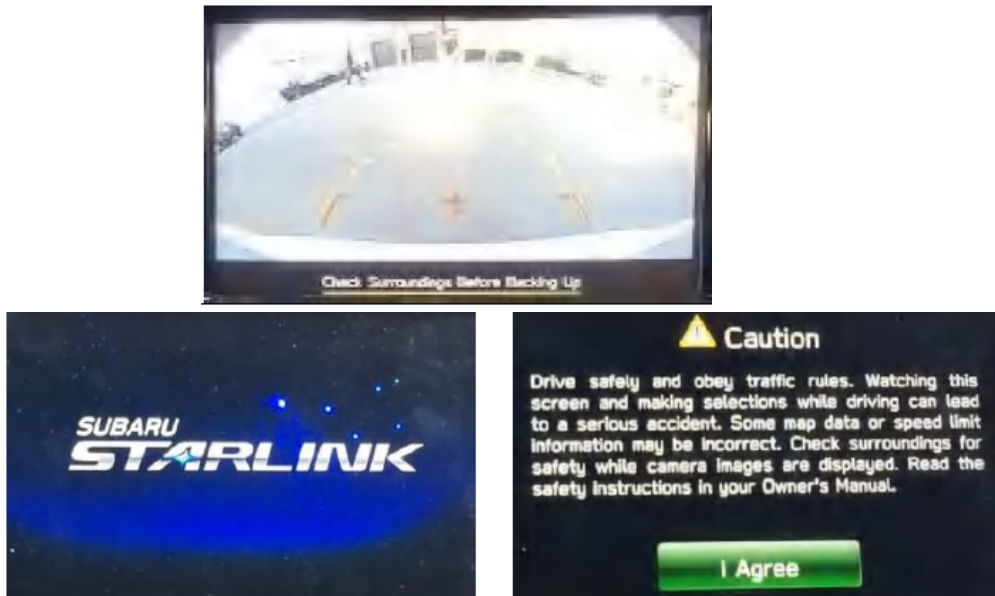 Check Surroundings Before Backing Up
SUBARU
STARLINK
Caution
Drive safely and obey traffic rules. Watching this
screen and making selections while driving can lead
to a serious accident. Some map data or speed limit
information may be incorrect. Check surroundings for
safety while camera images are displayed. Read the
safety instructions in your Owner's Manual.
I Agree